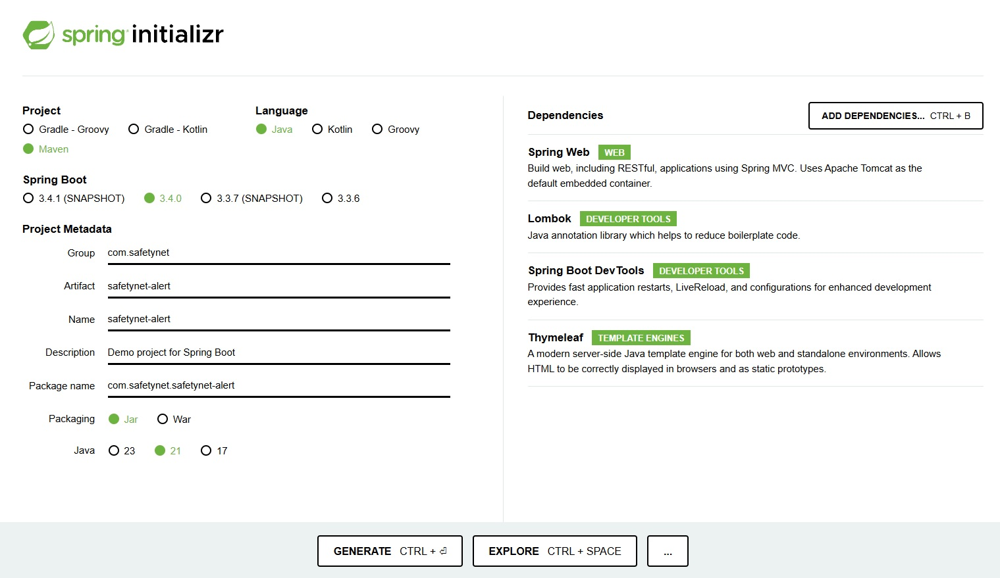 spring initializr
Project
Gradle - Groovy
Gradle - Kotlin
Maven
Language
Java
Kotlin
Groovy
Spring Boot
3.4.1 (SNAPSHOT)
3.4.0
3.3.7 (SNAPSHOT)
3.3.6
Project Metadata
Group com.safetynet
Artifact safetynet-alert
Name safetynet-alert
Description Demo project for Spring Boot
Package name com.safetynet.safetynet-alert
Packaging Jar War
Java 23 21 17
Dependencies
ADD DEPENDENCIES... CTRL + B
Spring Web WEB
Build web, including RESTful, applications using Spring MVC. Uses Apache Tomcat as the
default embedded container.
Lombok DEVELOPER TOOLS
Java annotation library which helps to reduce boilerplate code.
Spring Boot DevTools DEVELOPER TOOLS
Provides fast application restarts, LiveReload, and configurations for enhanced development
experience.
Thymeleaf TEMPLATE ENGINES
A modern server-side Java template engine for both web and standalone environments. Allows
HTML to be correctly displayed in browsers and as static prototypes.
GENERATE CTRL + ⏎
EXPLORE CTRL + SPACE
...